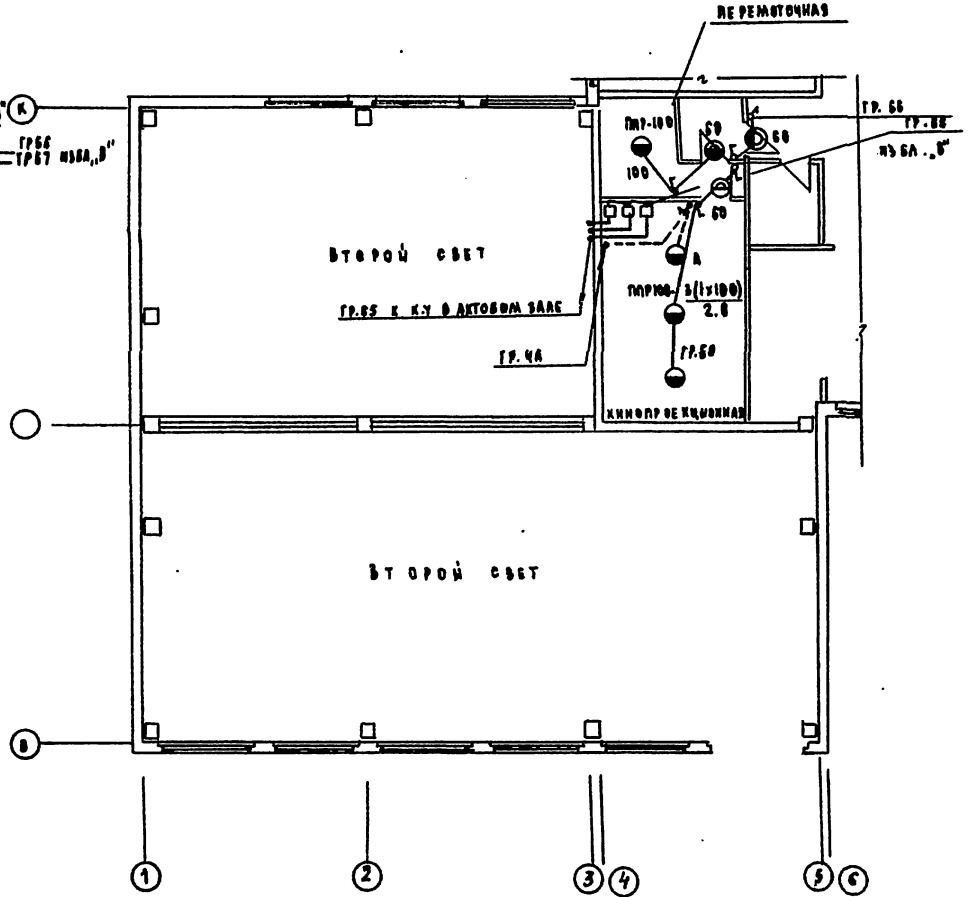 ПЕРЕМОТОЧНАЯ
К
ГР66
ГР67 ИЗ БЛ. „В"
ГР. 66
ГР. 66
ИЗ БЛ. „В"
ППР-100
60
60
100
60
ВТОРОЙ СВЕТ
А
ППР100- 3(1х100)
2.8
ГР.65 К К.У В АКТОВОМ ЗАЛЕ
ГР. 4А
ГР.60
КИНОПРОЕКЦИОННАЯ
ВТОРОЙ СВЕТ
В
1
2
3
4
5
6